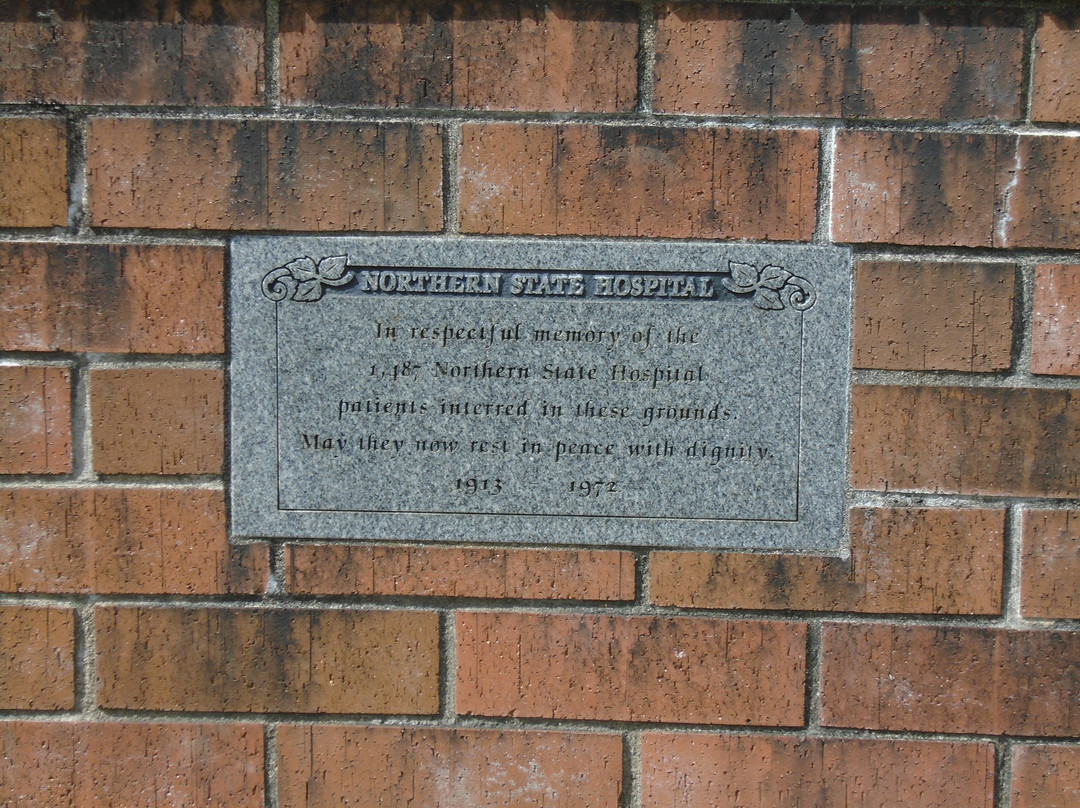 NORTHERN STATE HOSPITAL
In respectful memory of the
1,487 Northern State Hospital
patients interred in these grounds.
May they now rest in peace with dignity.
1913 1972